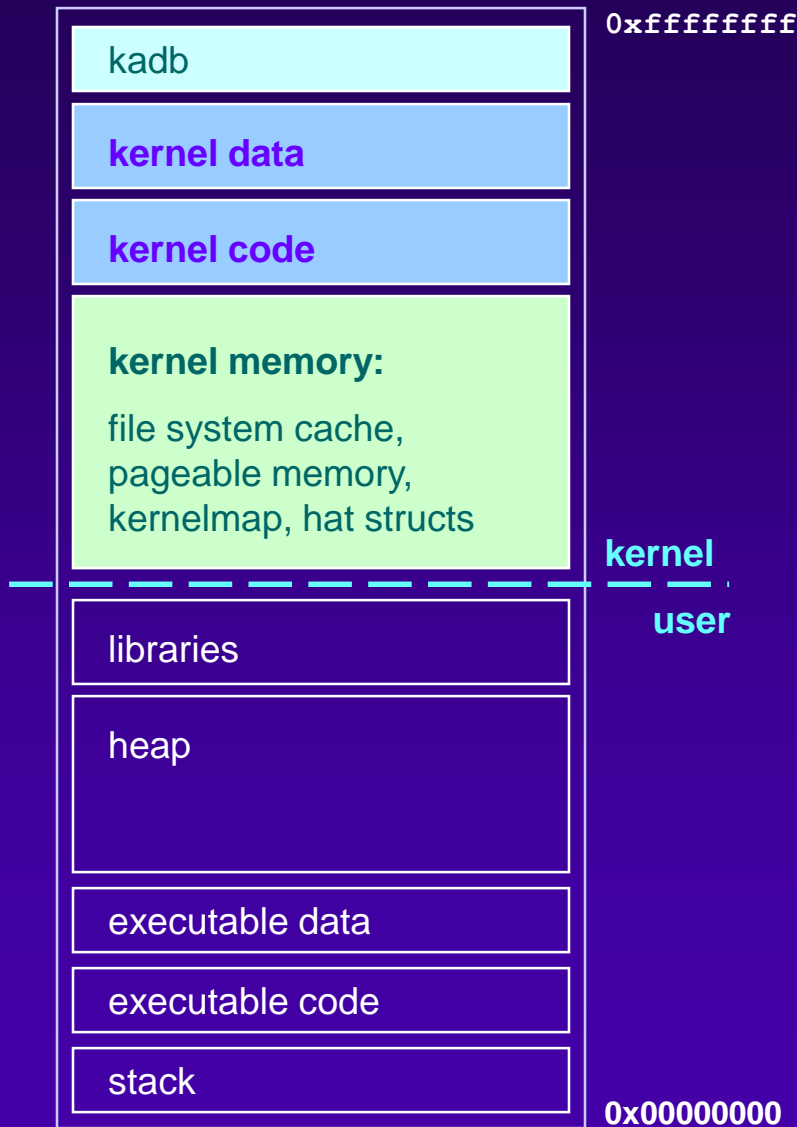 0xffffffff
kadb
kernel data
kernel code
kernel memory:
file system cache,
pageable memory,
kernelmap, hat structs
kernel
user
libraries
heap
executable data
executable code
stack
0x00000000